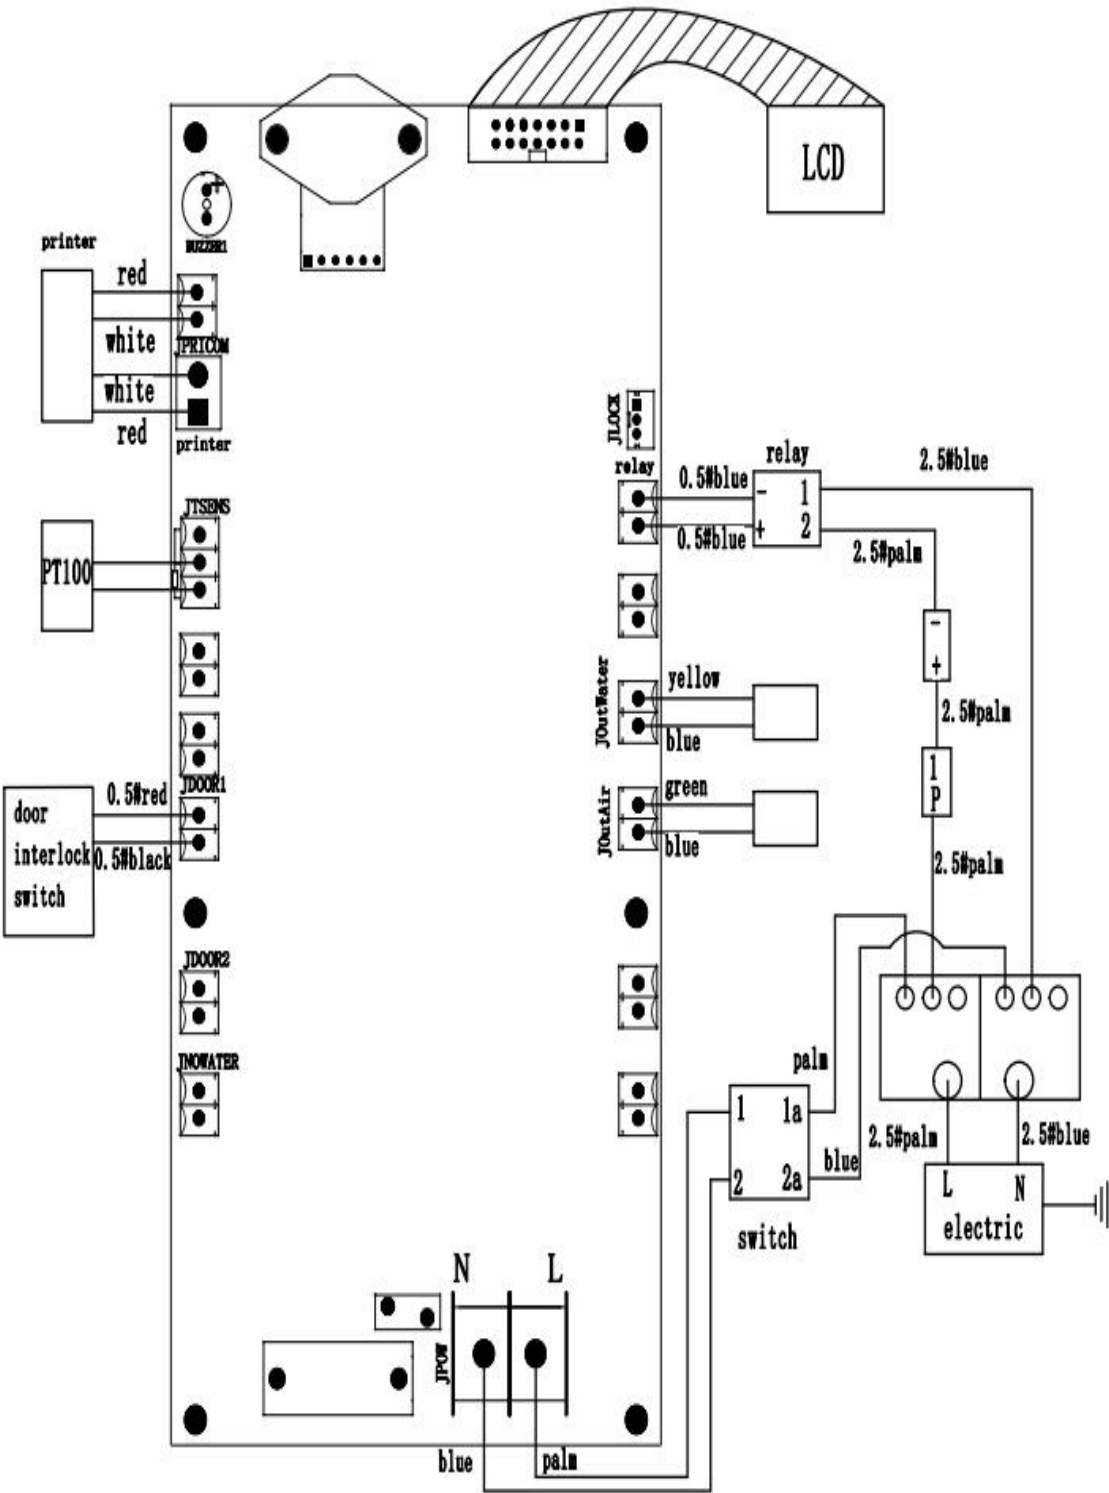 LCD
+
BUZZER1
printer
red
white
JPRICOM
white
red
printer
JLOCK
relay
relay
0.5#blue
- 1
2.5#blue
0.5#blue
+ 2
2.5#palm
JTSENS
PT100
-
+
2.5#palm
JOutWater
yellow
blue
1
P
JDOOR1
0.5#red
door
interlock
switch
0.5#black
JOutAir
green
blue
2.5#palm
JDOOR2
JNOWATER
palm
1 1a
2 2a
blue
switch
2.5#palm
2.5#blue
L N
electric
N L
JPOW
blue
palm